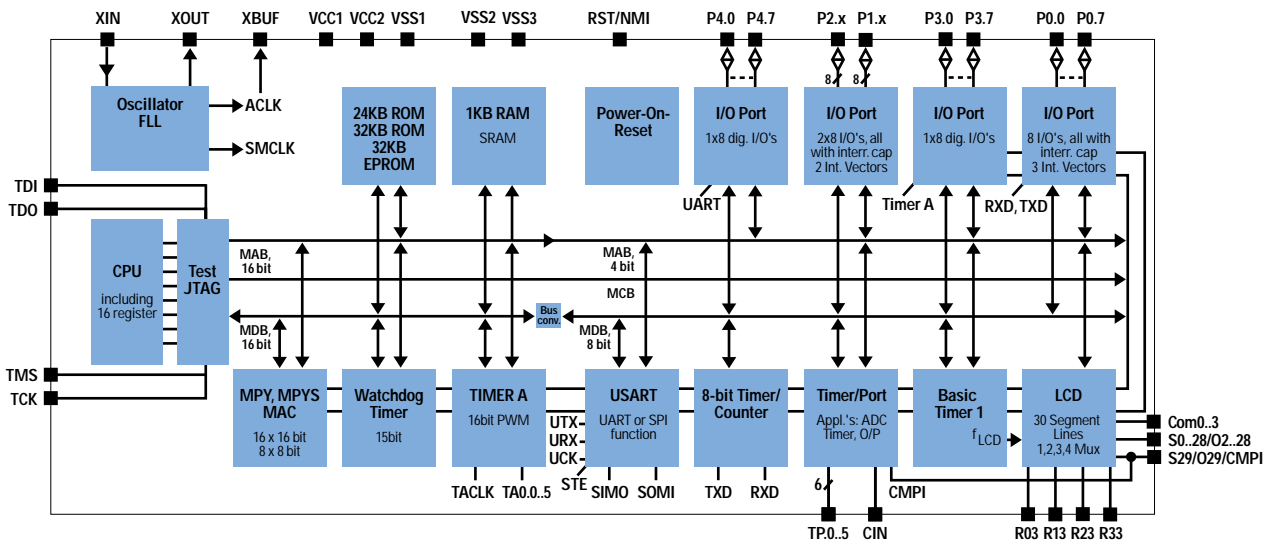 XIN XOUT XBUF VCC1 VCC2 VSS1 VSS2 VSS3 RST/NMI P4.0 P4.7 P2.x P1.x P3.0 P3.7 P0.0 P0.7
8 8
Oscillator
FLL
ACLK
SMCLK
24KB ROM
32KB ROM
32KB
EPROM
1KB RAM
SRAM
Power-On-
Reset
I/O Port
1x8 dig. I/O's
I/O Port
2x8 I/O's, all
with interr. cap
2 Int. Vectors
I/O Port
1x8 dig. I/O's
I/O Port
8 I/O's, all with
interr. cap
3 Int. Vectors
UART
Timer A
RXD, TXD
TDI
TDO
TMS
TCK
CPU
including
16 register
Test
JTAG
MAB,
16 bit
MDB,
16 bit
Bus
conv.
MAB,
4 bit
MCB
MDB,
8 bit
MPY, MPYS
MAC
16 x 16 bit
8 x 8 bit
Watchdog
Timer
15bit
TIMER A
16bit PWM
USART
UART or SPI
function
8-bit Timer/
Counter
Timer/Port
Appl.'s: ADC
Timer, O/P
Basic
Timer 1
fLCD
LCD
30 Segment
Lines
1,2,3,4 Mux
UTX
URX
UCK
STE
TACLK TA0.0..5
SIMO SOMI
TXD RXD
6
CMPI
TP.0..5 CIN
Com0..3
S0..28/O2..28
S29/O29/CMPI
R03 R13 R23 R33